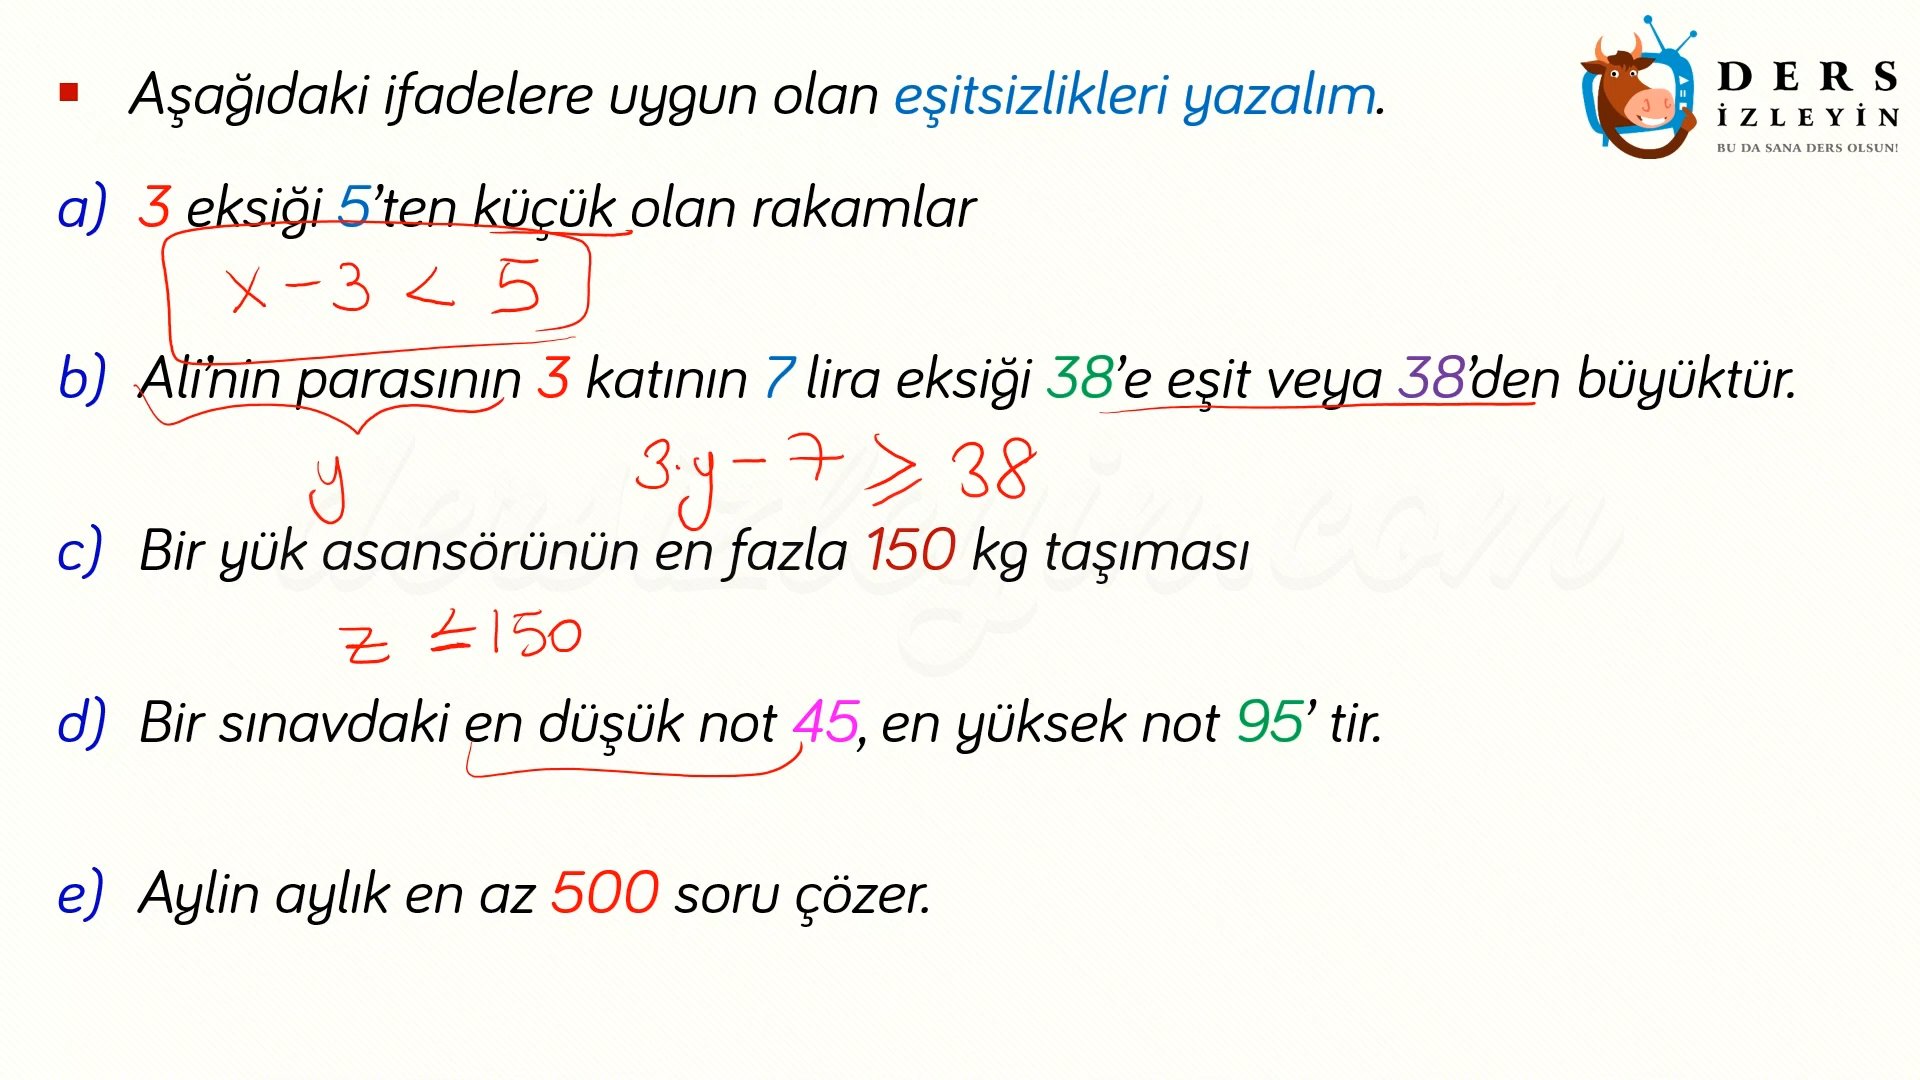 ▪ Aşağıdaki ifadelere uygun olan eşitsizlikleri yazalım.
DERS
İZLEYİN
BU DA SANA DERS OLSUN!
a) 3 eksiği 5’ten küçük olan rakamlar
x - 3 < 5
b) Ali’nin parasının 3 katının 7 lira eksiği 38’e eşit veya 38’den büyüktür.
y 3.y - 7 ≥ 38
dersizleyin.com
c) Bir yük asansörünün en fazla 150 kg taşıması
z ≤ 150
d) Bir sınavdaki en düşük not 45, en yüksek not 95’ tir.
e) Aylin aylık en az 500 soru çözer.